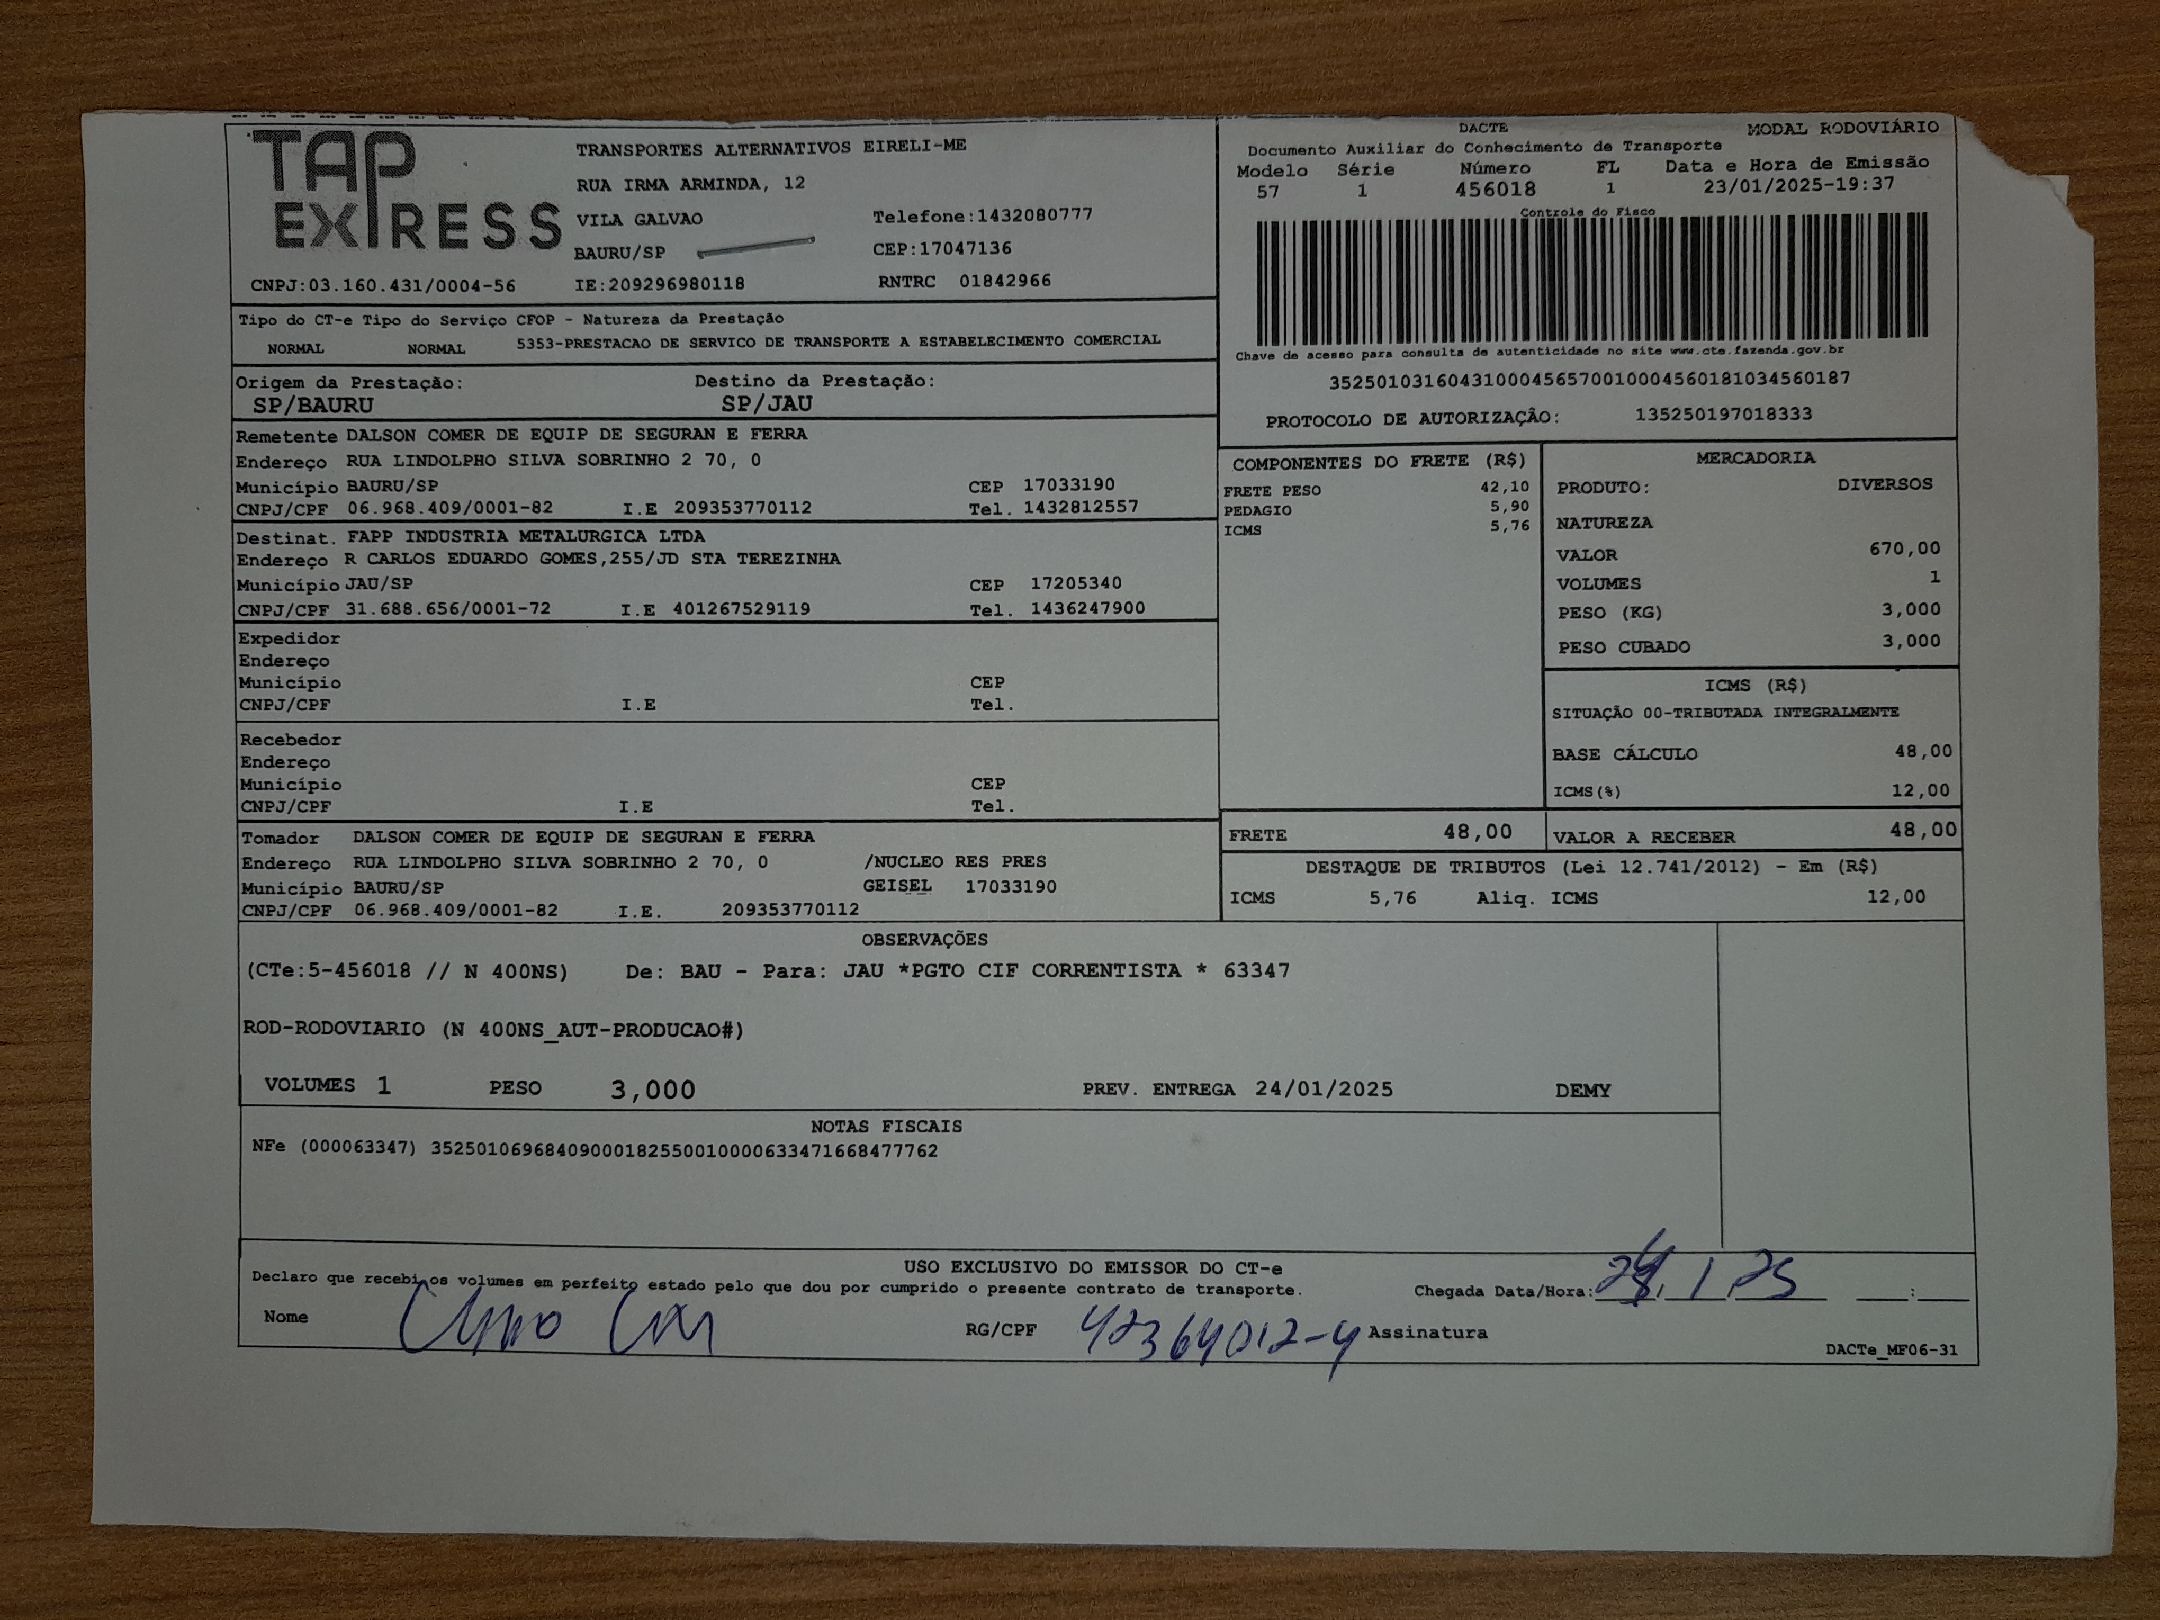 TAP EXPRESS
TRANSPORTES ALTERNATIVOS EIRELI-ME
RUA IRMA ARMINDA, 12
VILA GALVAO Telefone:1432080777
BAURU/SP CEP:17047136
CNPJ:03.160.431/0004-56 IE:209296980118 RNTRC 01842966
DACTE MODAL RODOVIÁRIO
Documento Auxiliar do Conhecimento de Transporte
Modelo Série Número FL Data e Hora de Emissão
57 1 456018 1 23/01/2025-19:37
Controle do Fisco
Chave de acesso para consulta de autenticidade no site www.cte.fazenda.gov.br
35250103160431000456570010004560181034560187
PROTOCOLO DE AUTORIZAÇÃO: 135250197018333
Tipo do CT-e Tipo do Serviço CFOP - Natureza da Prestação
NORMAL NORMAL 5353-PRESTACAO DE SERVICO DE TRANSPORTE A ESTABELECIMENTO COMERCIAL
Origem da Prestação: Destino da Prestação:
SP/BAURU SP/JAU
Remetente DALSON COMER DE EQUIP DE SEGURAN E FERRA
Endereço RUA LINDOLPHO SILVA SOBRINHO 2 70, 0
Município BAURU/SP CEP 17033190
CNPJ/CPF 06.968.409/0001-82 I.E 209353770112 Tel. 1432812557
Destinat. FAPP INDUSTRIA METALURGICA LTDA
Endereço R CARLOS EDUARDO GOMES,255/JD STA TEREZINHA
Município JAU/SP CEP 17205340
CNPJ/CPF 31.688.656/0001-72 I.E 401267529119 Tel. 1436247900
Expedidor
Endereço
Município CEP
CNPJ/CPF I.E Tel.
Recebedor
Endereço
Município CEP
CNPJ/CPF I.E Tel.
Tomador DALSON COMER DE EQUIP DE SEGURAN E FERRA
Endereço RUA LINDOLPHO SILVA SOBRINHO 2 70, 0 /NUCLEO RES PRES
Município BAURU/SP GEISEL 17033190
CNPJ/CPF 06.968.409/0001-82 I.E. 209353770112
COMPONENTES DO FRETE (R$)
FRETE PESO 42,10
PEDAGIO 5,90
ICMS 5,76
MERCADORIA
PRODUTO: DIVERSOS
NATUREZA
VALOR 670,00
VOLUMES 1
PESO (KG) 3,000
PESO CUBADO 3,000
ICMS (R$)
SITUAÇÃO 00-TRIBUTADA INTEGRALMENTE
BASE CÁLCULO 48,00
ICMS(%) 12,00
FRETE 48,00 VALOR A RECEBER 48,00
DESTAQUE DE TRIBUTOS (Lei 12.741/2012) - Em (R$)
ICMS 5,76 Aliq. ICMS 12,00
OBSERVAÇÕES
(CTe:5-456018 // N 400NS) De: BAU - Para: JAU *PGTO CIF CORRENTISTA * 63347
ROD-RODOVIARIO (N 400NS_AUT-PRODUCAO#)
VOLUMES 1 PESO 3,000 PREV. ENTREGA 24/01/2025 DEMY
NOTAS FISCAIS
NFe (000063347) 35250106968409000182550010000633471668477762
USO EXCLUSIVO DO EMISSOR DO CT-e
Declaro que recebi os volumes em perfeito estado pelo que dou por cumprido o presente contrato de transporte. Chegada Data/Hora: 24 1 25 :
Nome RG/CPF 42364012-4 Assinatura
DACTe_MF06-31